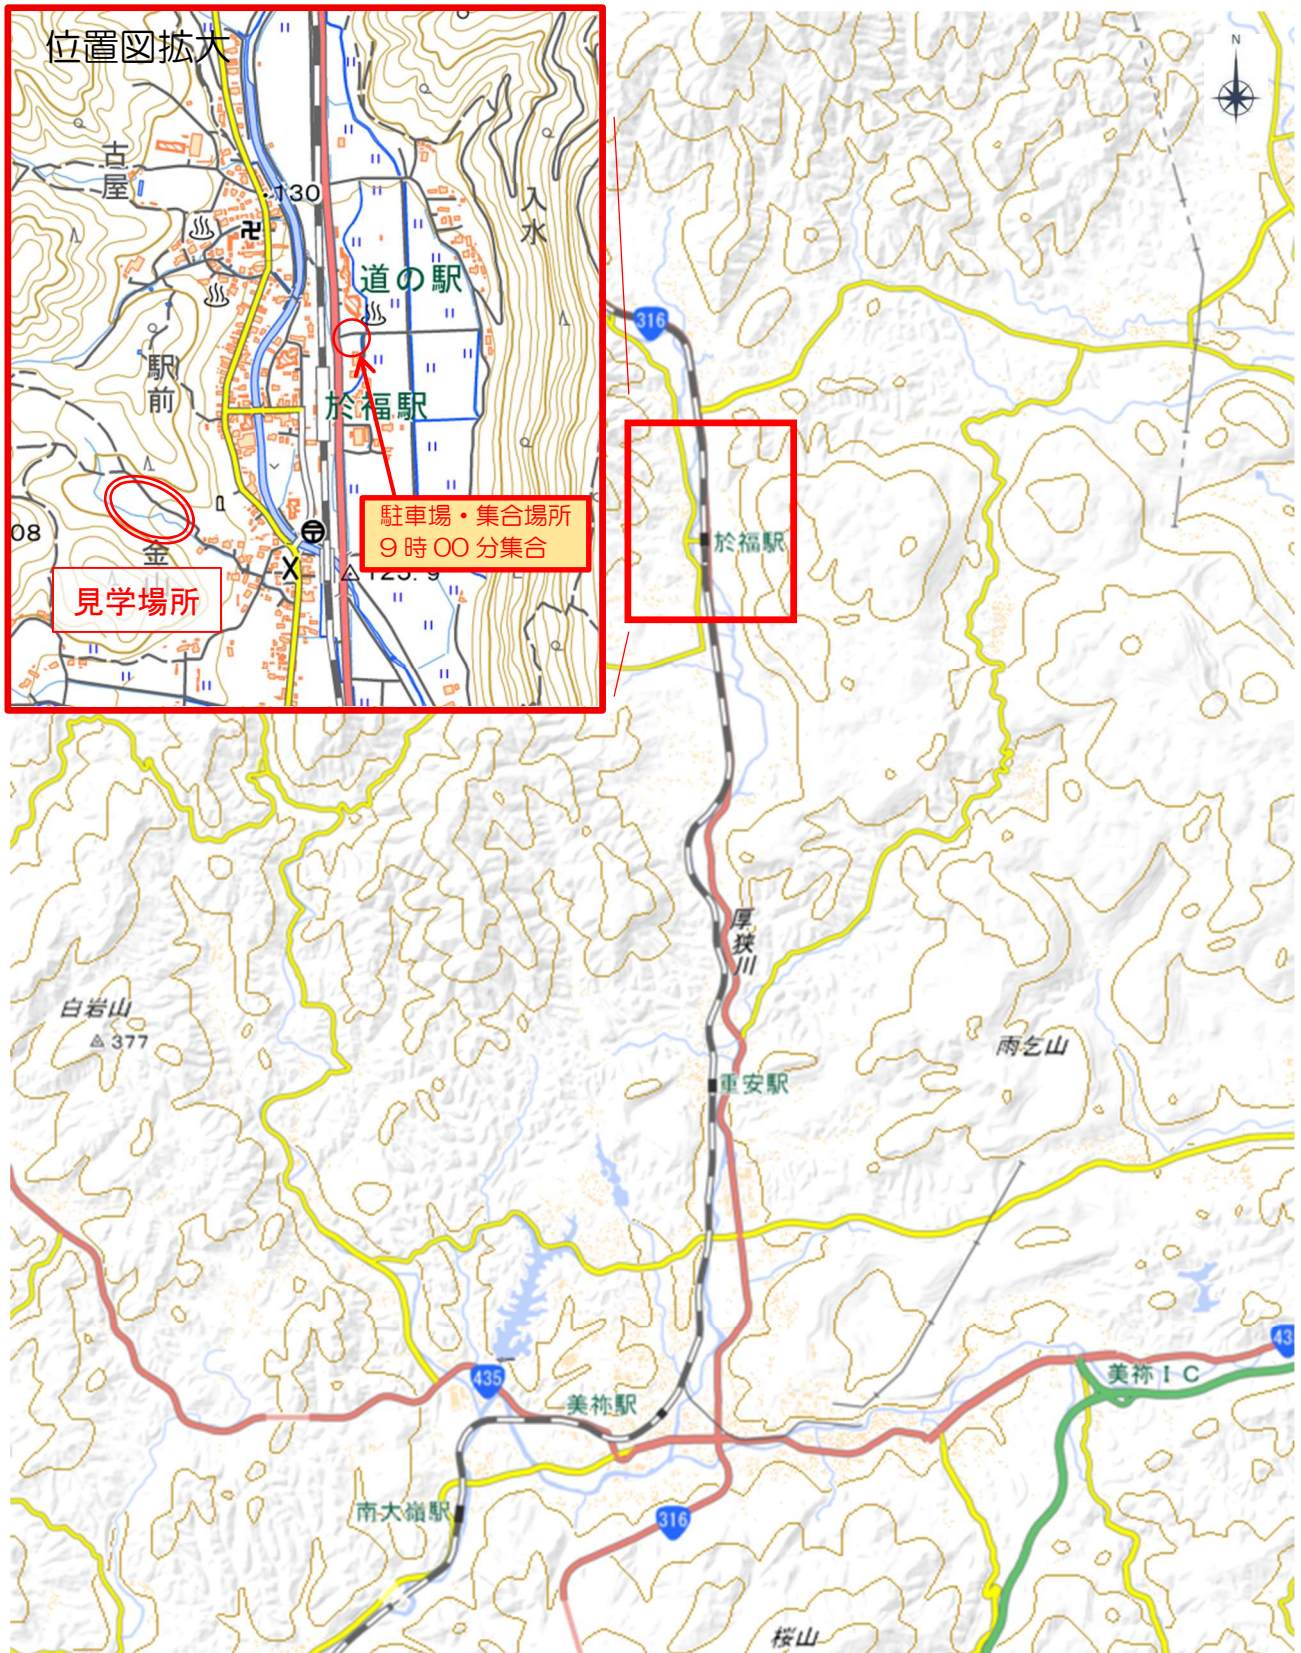 位置図拡大
古屋
130
入水
道の駅
駅前
於福駅
駐車場・集合場所
9時00分集合
08
金
125.9
見学場所
N
316
於福駅
厚狭川
白岩山
377
雨乞山
重安駅
435
美祢駅
43
美祢IC
南大嶺駅
316
桜山